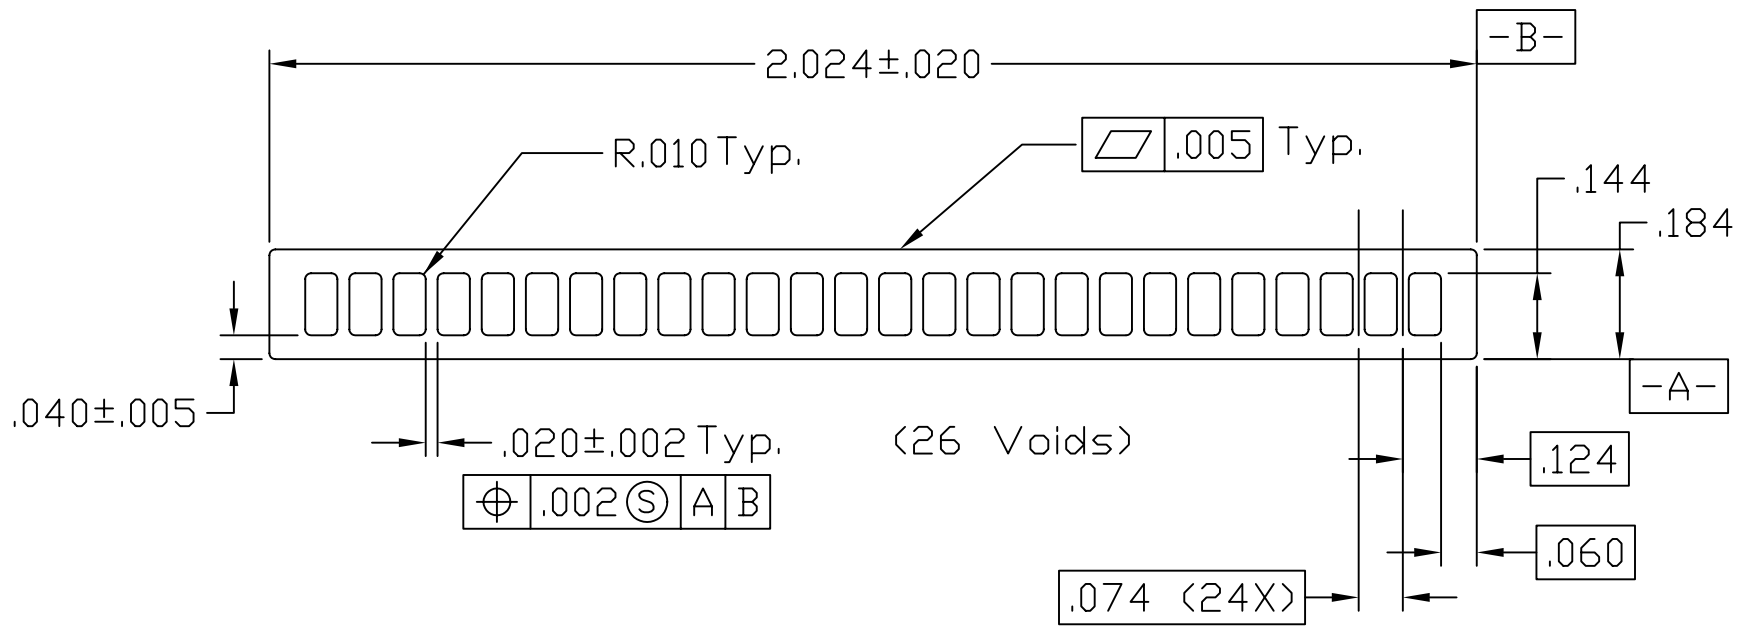 -B-
2.024±.020
R.010 Typ.
.005 Typ.
.144
.184
-A-
.040±.005
.020±.002 Typ.
(26 Voids)
.124
.002 Ⓢ A B
.060
.074 (24X)